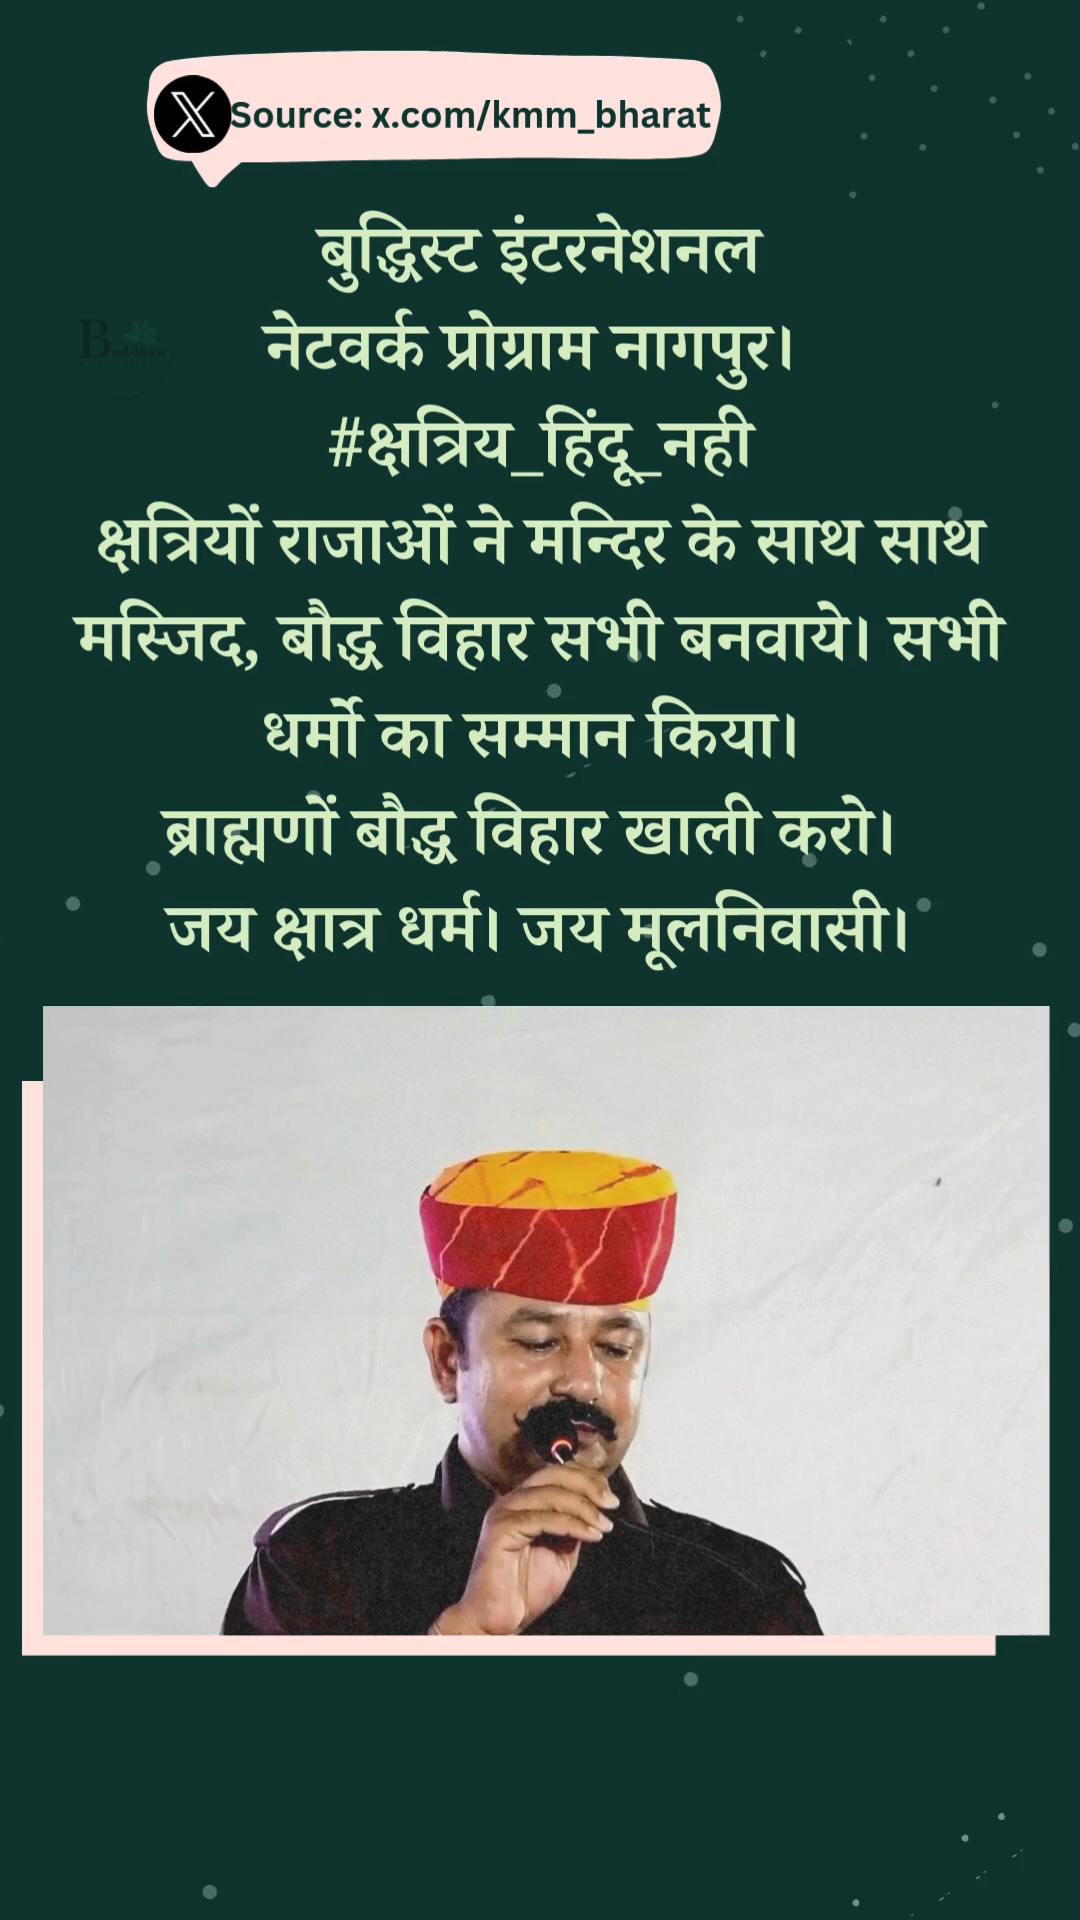 Source: x.com/kmm_bharat
बुद्धिस्ट इंटरनेशनल
नेटवर्क प्रोग्राम नागपुर।
#क्षत्रिय_हिंदू_नही
क्षत्रियों राजाओं ने मन्दिर के साथ साथ
मस्जिद, बौद्ध विहार सभी बनवाये। सभी
धर्मो का सम्मान किया।
ब्राह्मणों बौद्ध विहार खाली करो।
जय क्षात्र धर्म। जय मूलनिवासी।
Buddhan